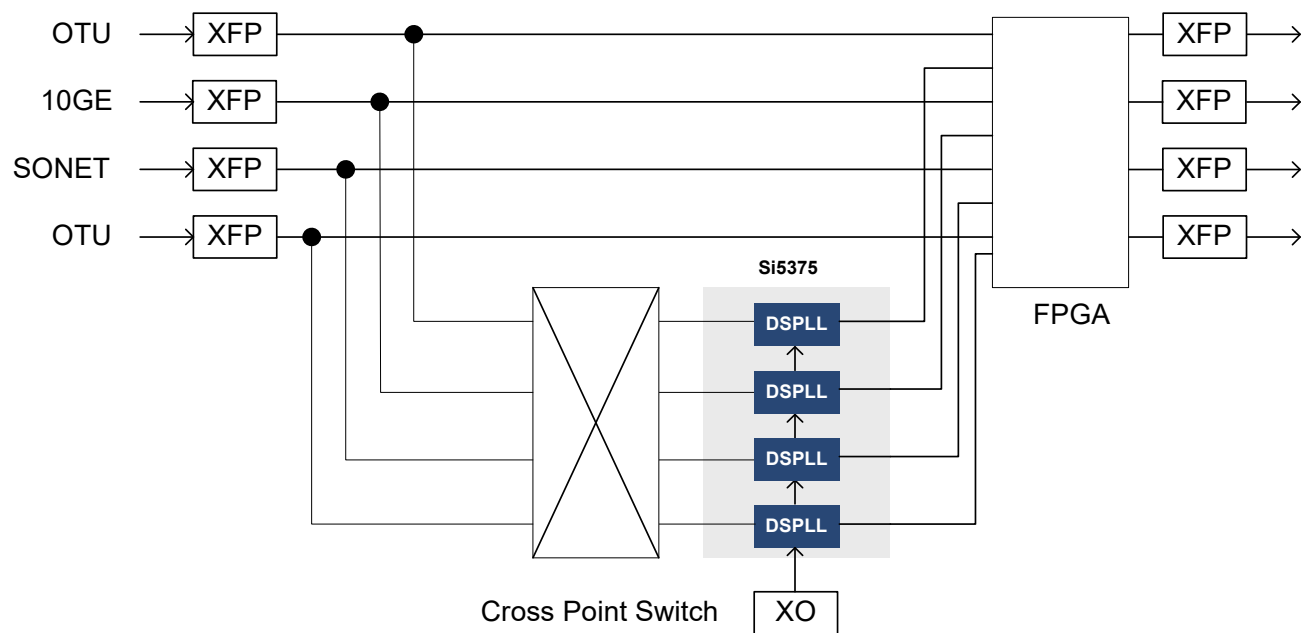 OTU XFP XFP
10GE XFP XFP
SONET XFP XFP
OTU XFP XFP
Si5375
FPGA
DSPLL
DSPLL
DSPLL
DSPLL
Cross Point Switch XO